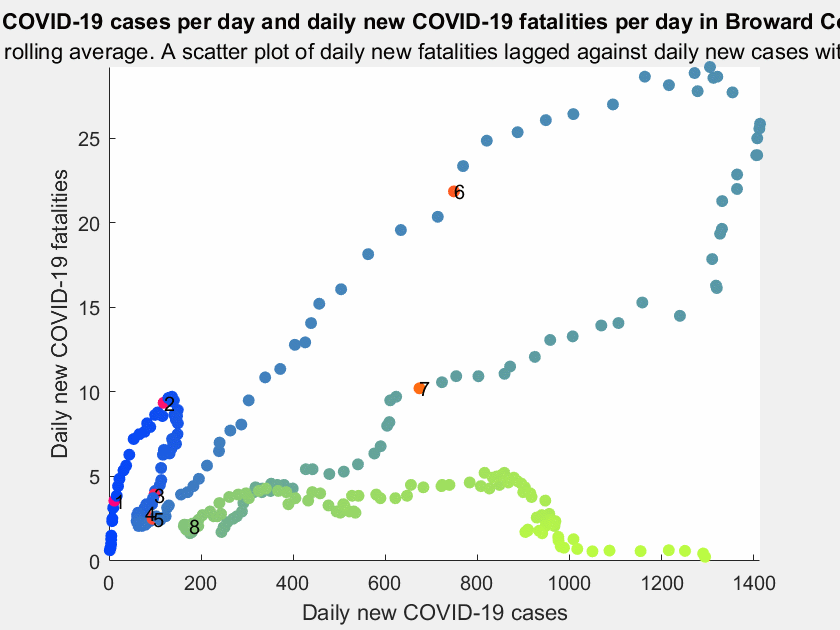 COVID-19 cases per day and daily new COVID-19 fatalities per day in Broward
rolling average. A scatter plot of daily new fatalities lagged against daily new cases
25
20
15
10
5
0
Daily new COVID-19 fatalities
6
7
2
1
3
4
5
8
0 200 400 600 800 1000 1200 1400
Daily new COVID-19 cases